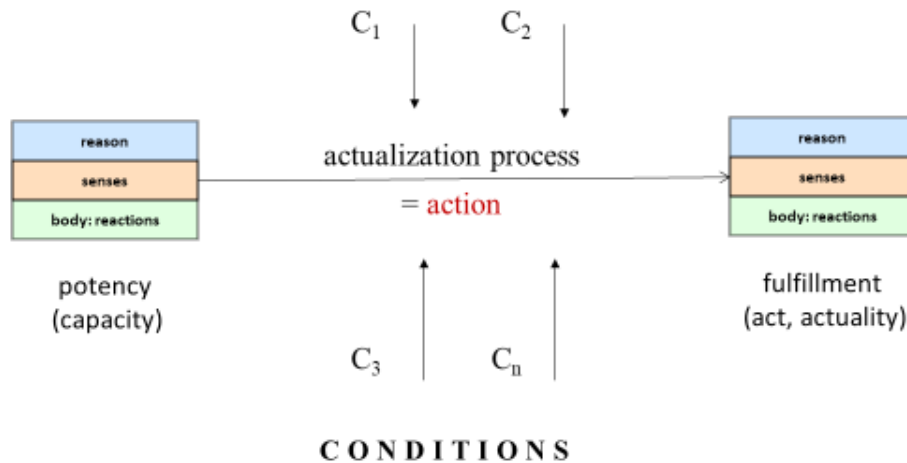 C1 C2
reason
senses
body: reactions
actualization process
= action
reason
senses
body: reactions
potency
(capacity)
fulfillment
(act, actuality)
C3 Cn
CONDITIONS